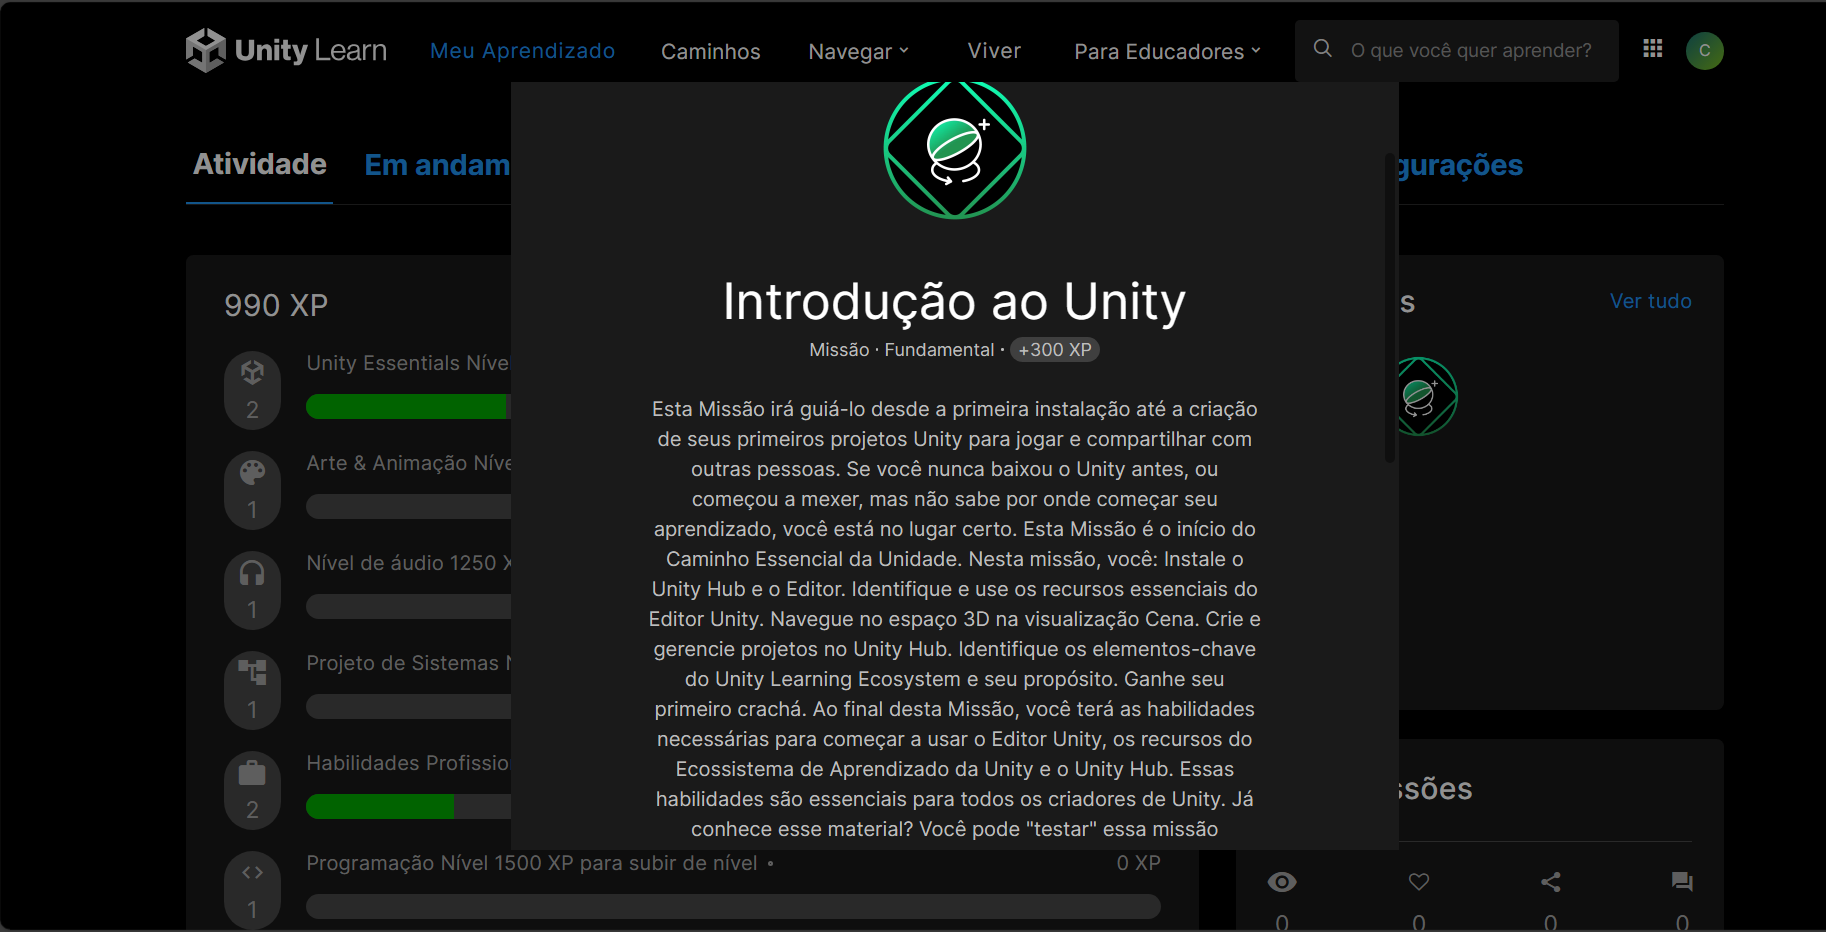 Unity Learn
Meu Aprendizado
Caminhos
Navegar
Viver
Para Educadores
O que você quer aprender?
C
Atividade
Em andam
gurações
990 XP
Unity Essentials Níve
2
Arte & Animação Níve
1
Nível de áudio 1250 X
1
Projeto de Sistemas N
1
Habilidades Profissio
2
Programação Nível 1500 XP para subir de nível •
0 XP
1
Introdução ao Unity
Missão · Fundamental · +300 XP
Esta Missão irá guiá-lo desde a primeira instalação até a criação
de seus primeiros projetos Unity para jogar e compartilhar com
outras pessoas. Se você nunca baixou o Unity antes, ou
começou a mexer, mas não sabe por onde começar seu
aprendizado, você está no lugar certo. Esta Missão é o início do
Caminho Essencial da Unidade. Nesta missão, você: Instale o
Unity Hub e o Editor. Identifique e use os recursos essenciais do
Editor Unity. Navegue no espaço 3D na visualização Cena. Crie e
gerencie projetos no Unity Hub. Identifique os elementos-chave
do Unity Learning Ecosystem e seu propósito. Ganhe seu
primeiro crachá. Ao final desta Missão, você terá as habilidades
necessárias para começar a usar o Editor Unity, os recursos do
Ecossistema de Aprendizado da Unity e o Unity Hub. Essas
habilidades são essenciais para todos os criadores de Unity. Já
conhece esse material? Você pode "testar" essa missão
s
Ver tudo
ssões
0
0
0
0